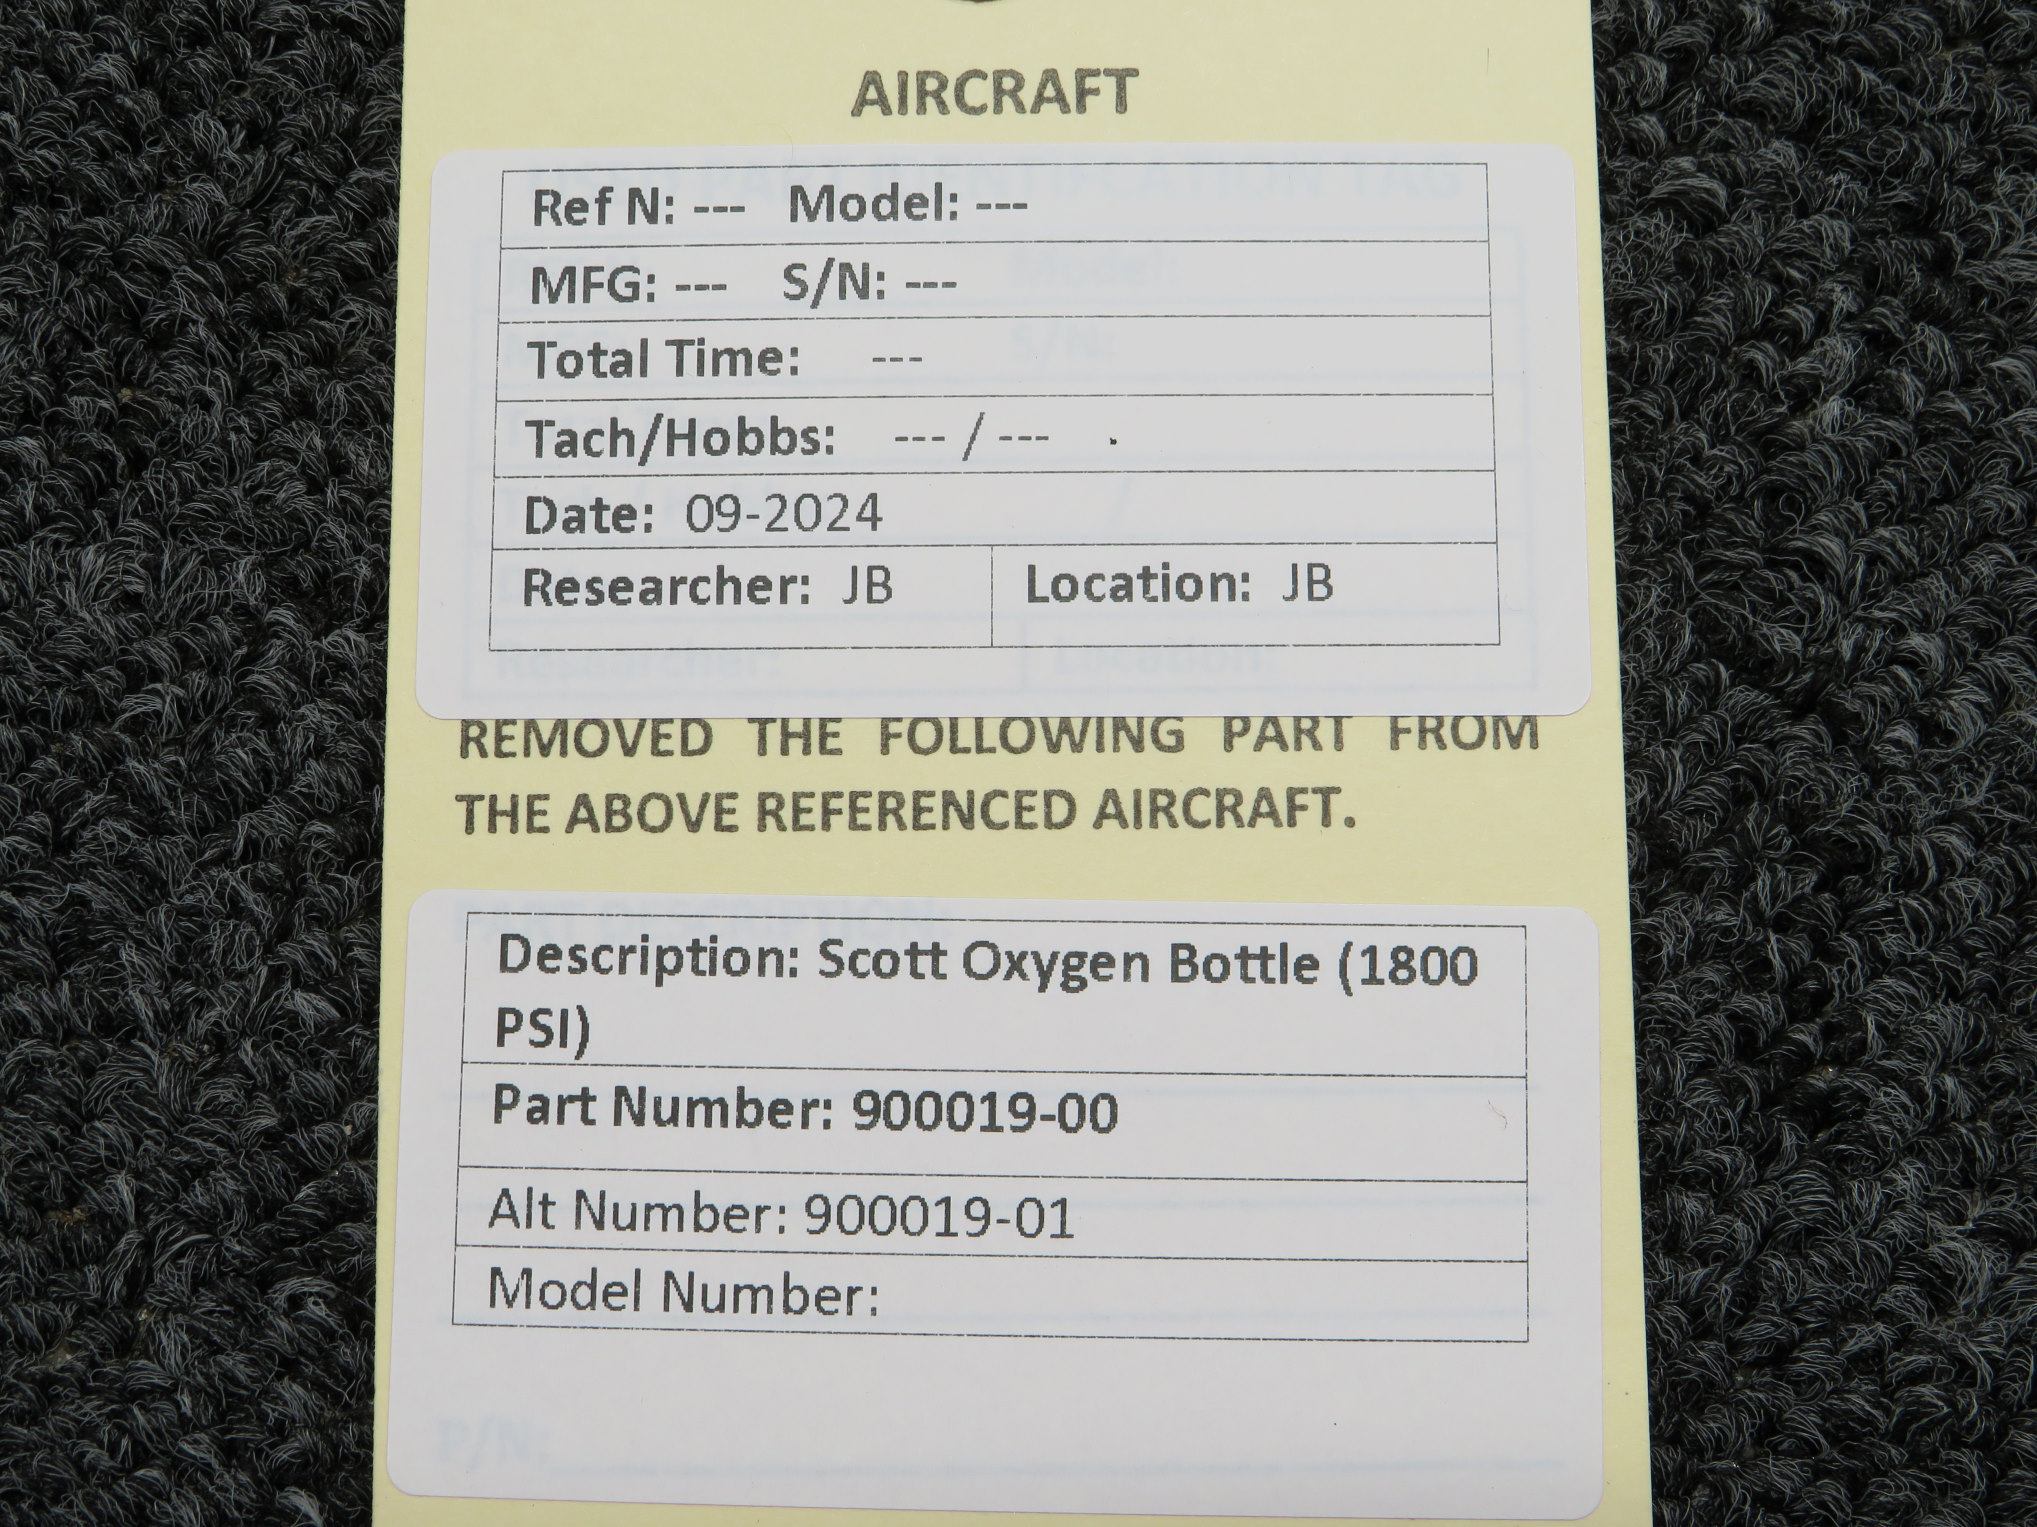 AIRCRAFT
Ref N: --- Model: ---
MFG: --- S/N: ---
Total Time: ---
Tach/Hobbs: --- / --- .
Date: 09-2024
Researcher: JB Location: JB
REMOVED THE FOLLOWING PART FROM
THE ABOVE REFERENCED AIRCRAFT.
Description: Scott Oxygen Bottle (1800
PSI)
Part Number: 900019-00
Alt Number: 900019-01
Model Number:
P/N: